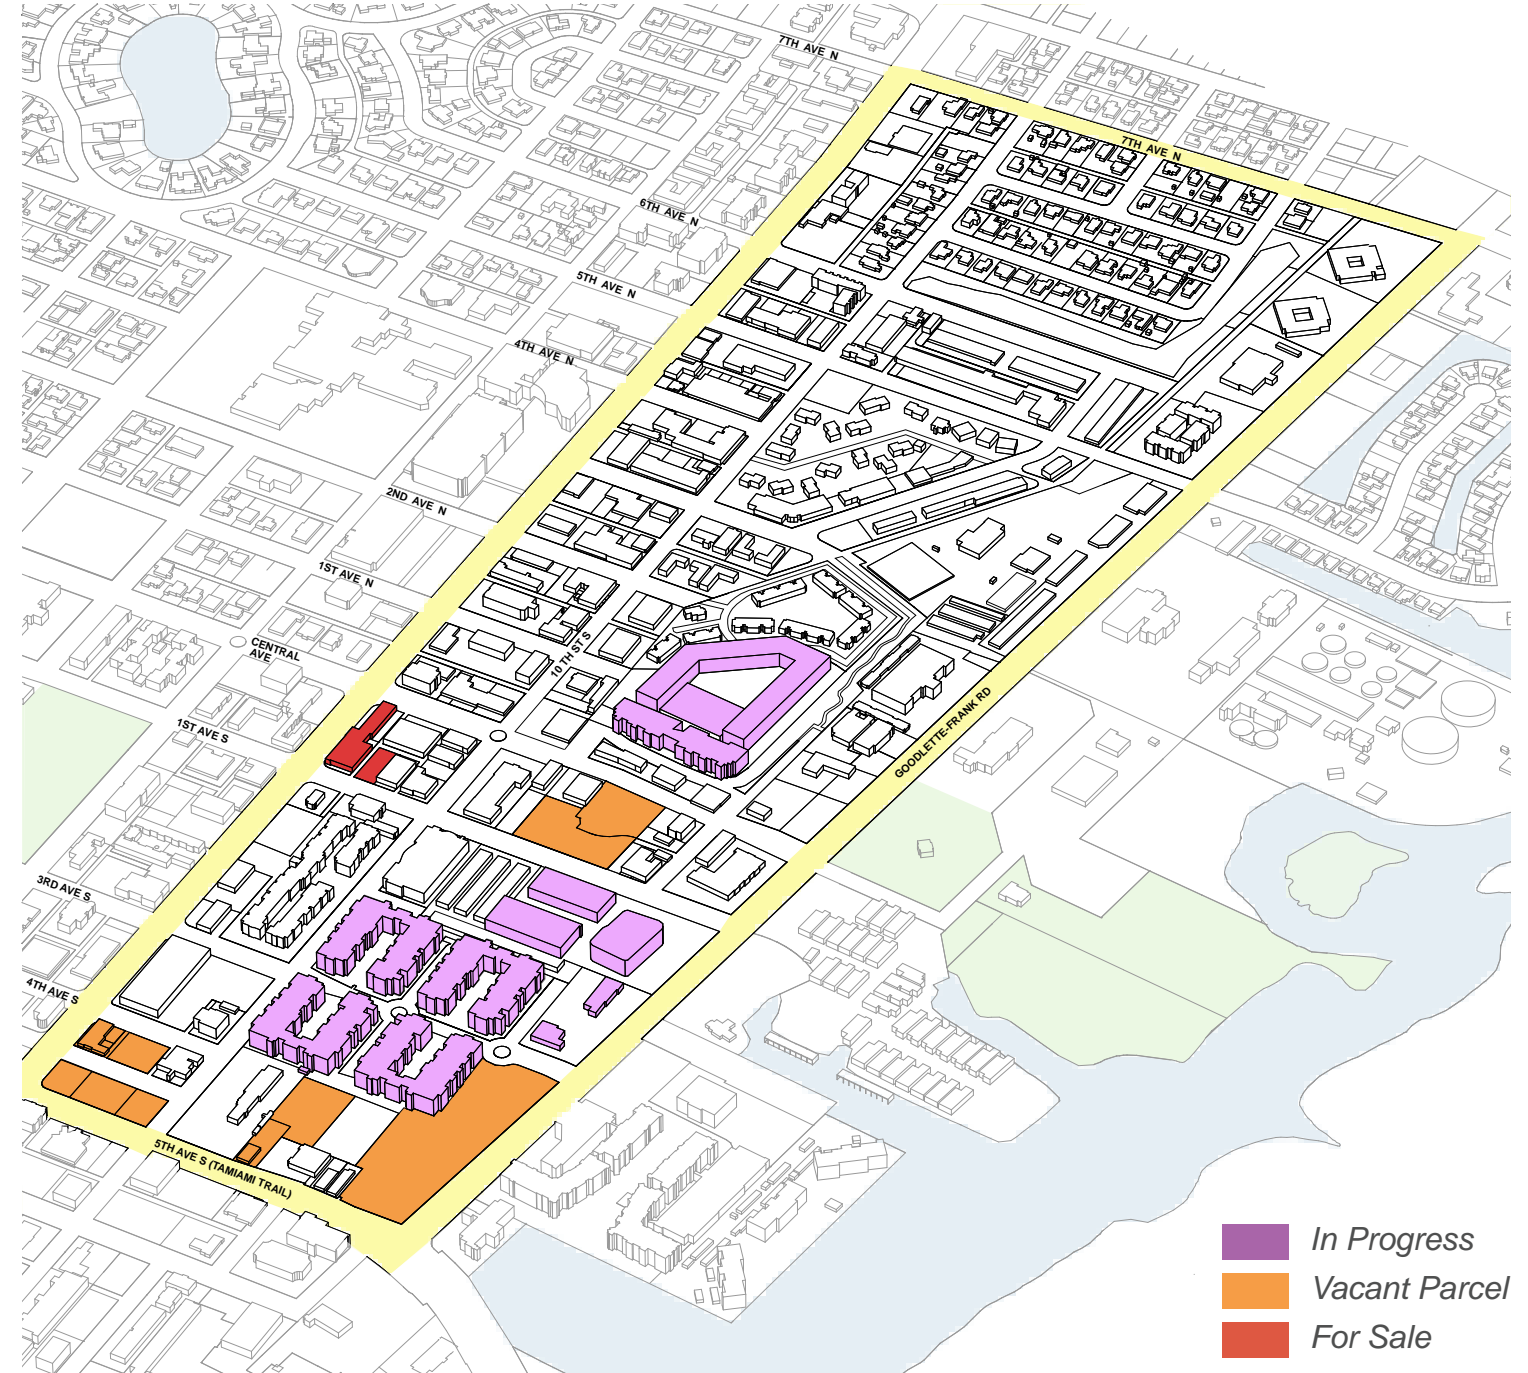 7TH AVE N
7TH AVE N
6TH AVE N
5TH AVE N
4TH AVE N
2ND AVE N
1ST AVE N
10 TH ST S
CENTRAL
AVE
1ST AVE S
GOODLETTE-FRANK RD
3RD AVE S
4TH AVE S
5TH AVE S (TAMIAMI TRAIL)
In Progress
Vacant Parcel
For Sale